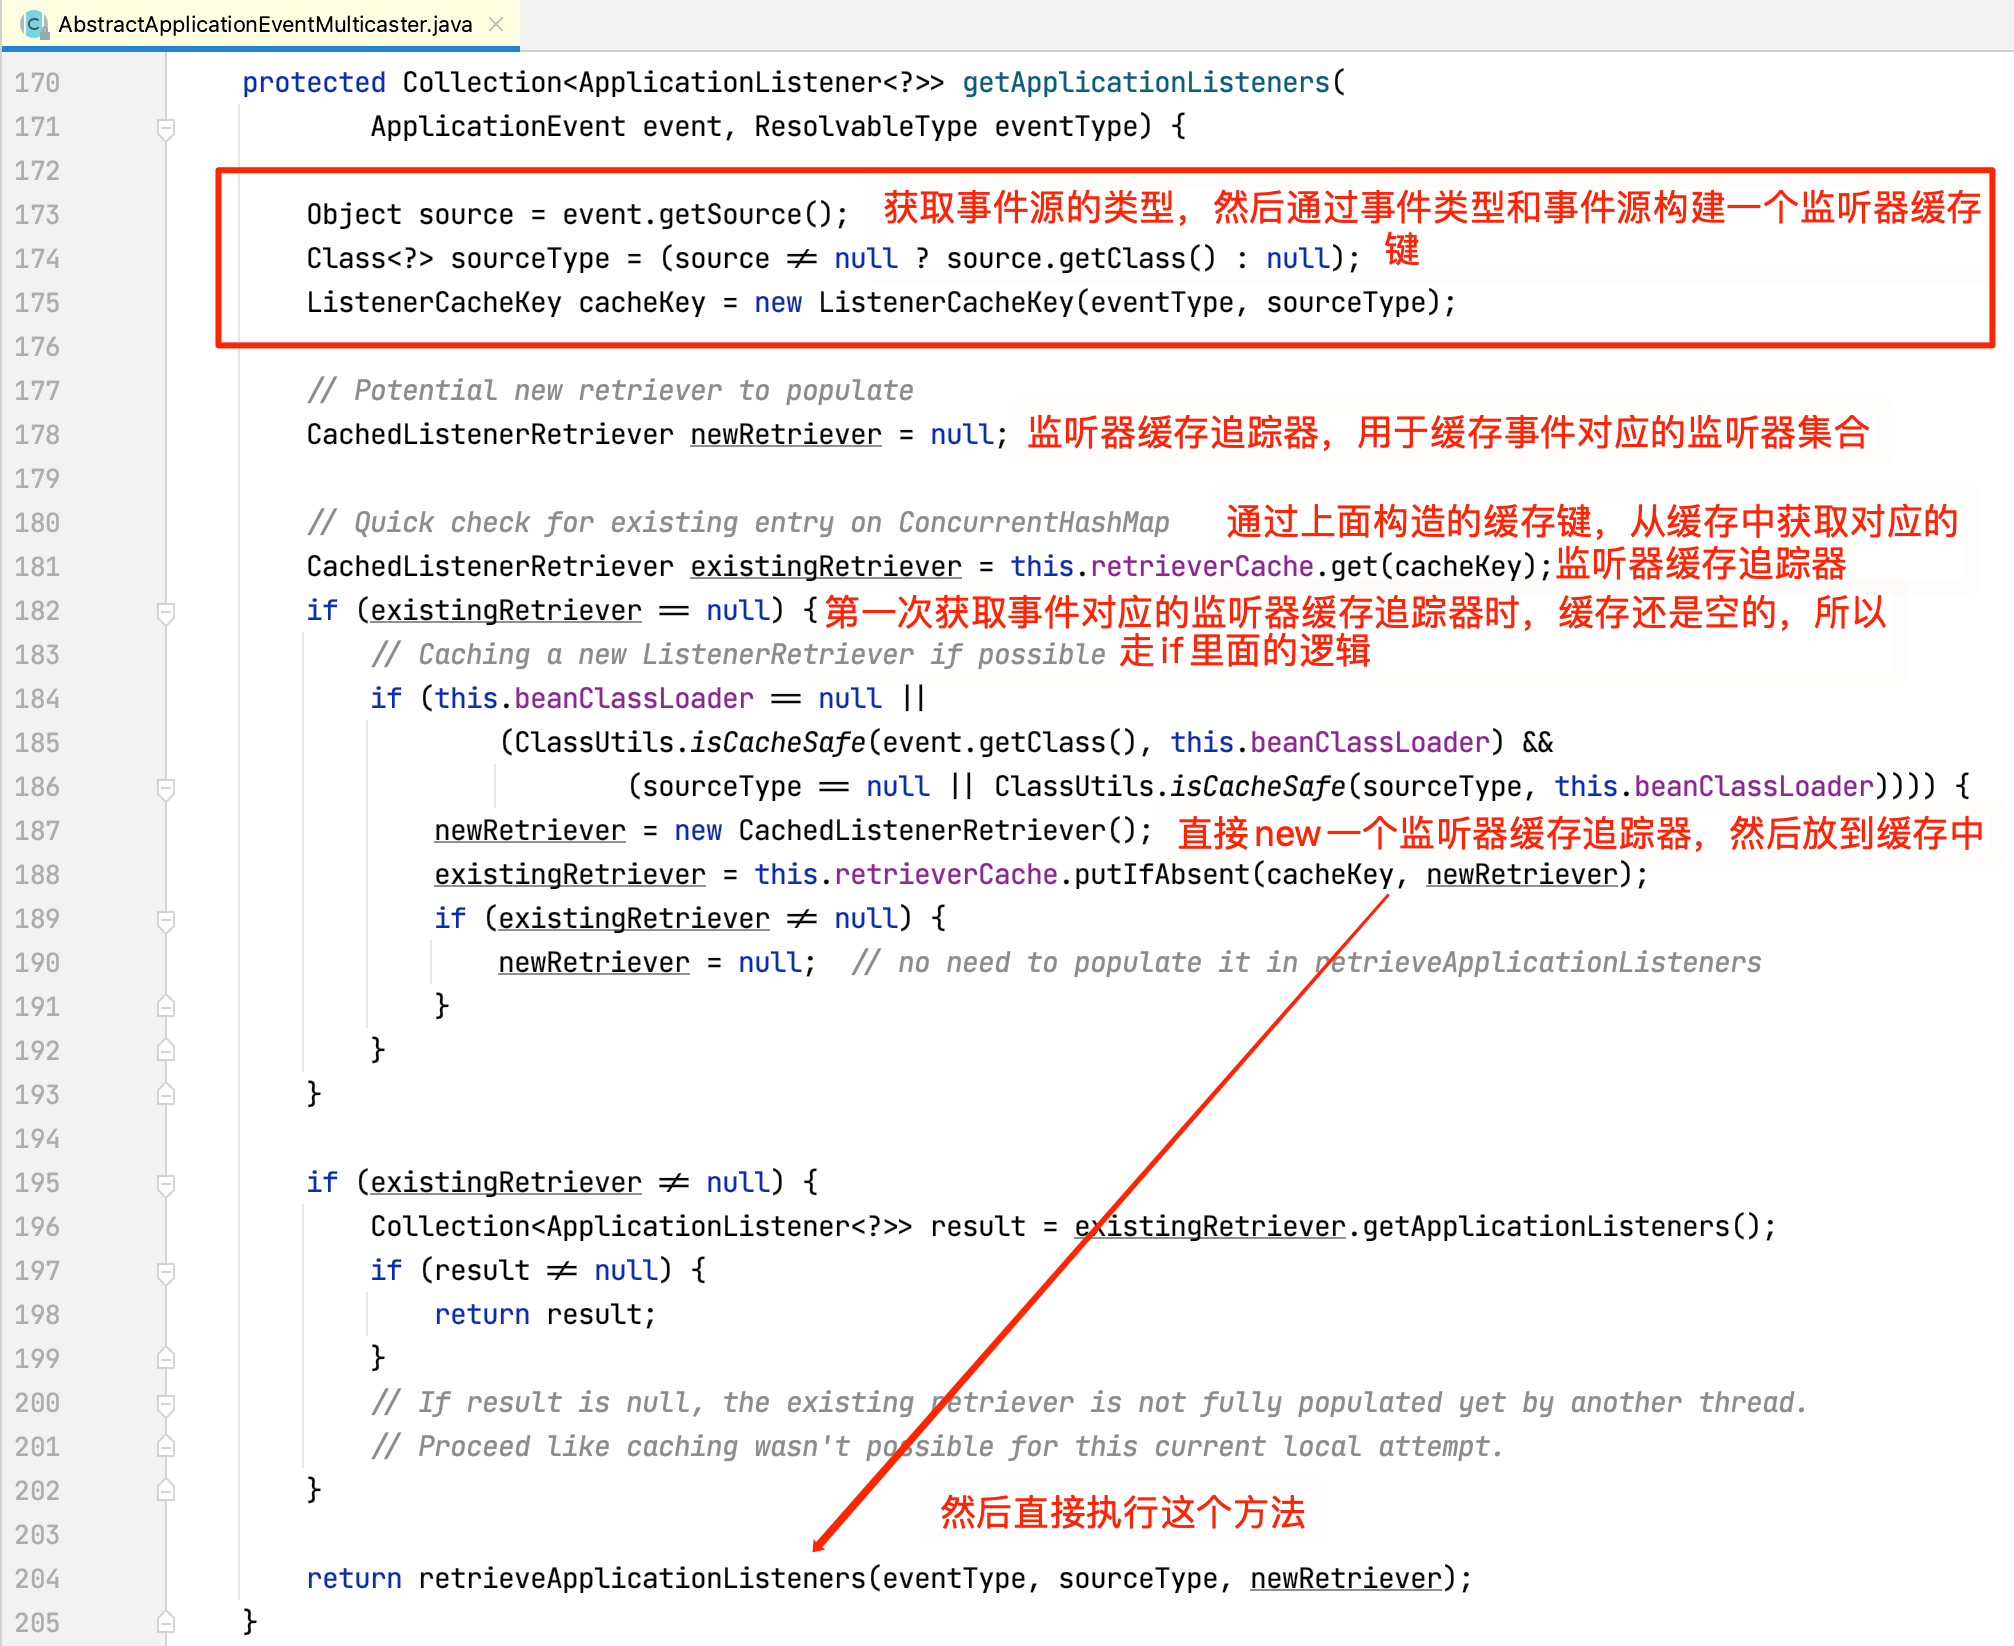 AbstractApplicationEventMulticaster.java
170 protected Collection<ApplicationListener<?>> getApplicationListeners(
171 ApplicationEvent event, ResolvableType eventType) {
172
173 Object source = event.getSource(); 获取事件源的类型，然后通过事件类型和事件源构建一个监听器缓存
174 Class<?> sourceType = (source != null ? source.getClass() : null); 键
175 ListenerCacheKey cacheKey = new ListenerCacheKey(eventType, sourceType);
176
177 // Potential new retriever to populate
178 CachedListenerRetriever newRetriever = null; 监听器缓存追踪器，用于缓存事件对应的监听器集合
179
180 // Quick check for existing entry on ConcurrentHashMap 通过上面构造的缓存键，从缓存中获取对应的
181 CachedListenerRetriever existingRetriever = this.retrieverCache.get(cacheKey); 监听器缓存追踪器
182 if (existingRetriever == null) { 第一次获取事件对应的监听器缓存追踪器时，缓存还是空的，所以
183 // Caching a new ListenerRetriever if possible 走if里面的逻辑
184 if (this.beanClassLoader == null ||
185 (ClassUtils.isCacheSafe(event.getClass(), this.beanClassLoader) &&
186 (sourceType == null || ClassUtils.isCacheSafe(sourceType, this.beanClassLoader)))) {
187 newRetriever = new CachedListenerRetriever(); 直接new一个监听器缓存追踪器，然后放到缓存中
188 existingRetriever = this.retrieverCache.putIfAbsent(cacheKey, newRetriever);
189 if (existingRetriever != null) {
190 newRetriever = null; // no need to populate it in retrieveApplicationListeners
191 }
192 }
193 }
194
195 if (existingRetriever != null) {
196 Collection<ApplicationListener<?>> result = existingRetriever.getApplicationListeners();
197 if (result != null) {
198 return result;
199 }
200 // If result is null, the existing retriever is not fully populated yet by another thread.
201 // Proceed like caching wasn't possible for this current local attempt.
202 }
然后直接执行这个方法
203
204 return retrieveApplicationListeners(eventType, sourceType, newRetriever);
205 }